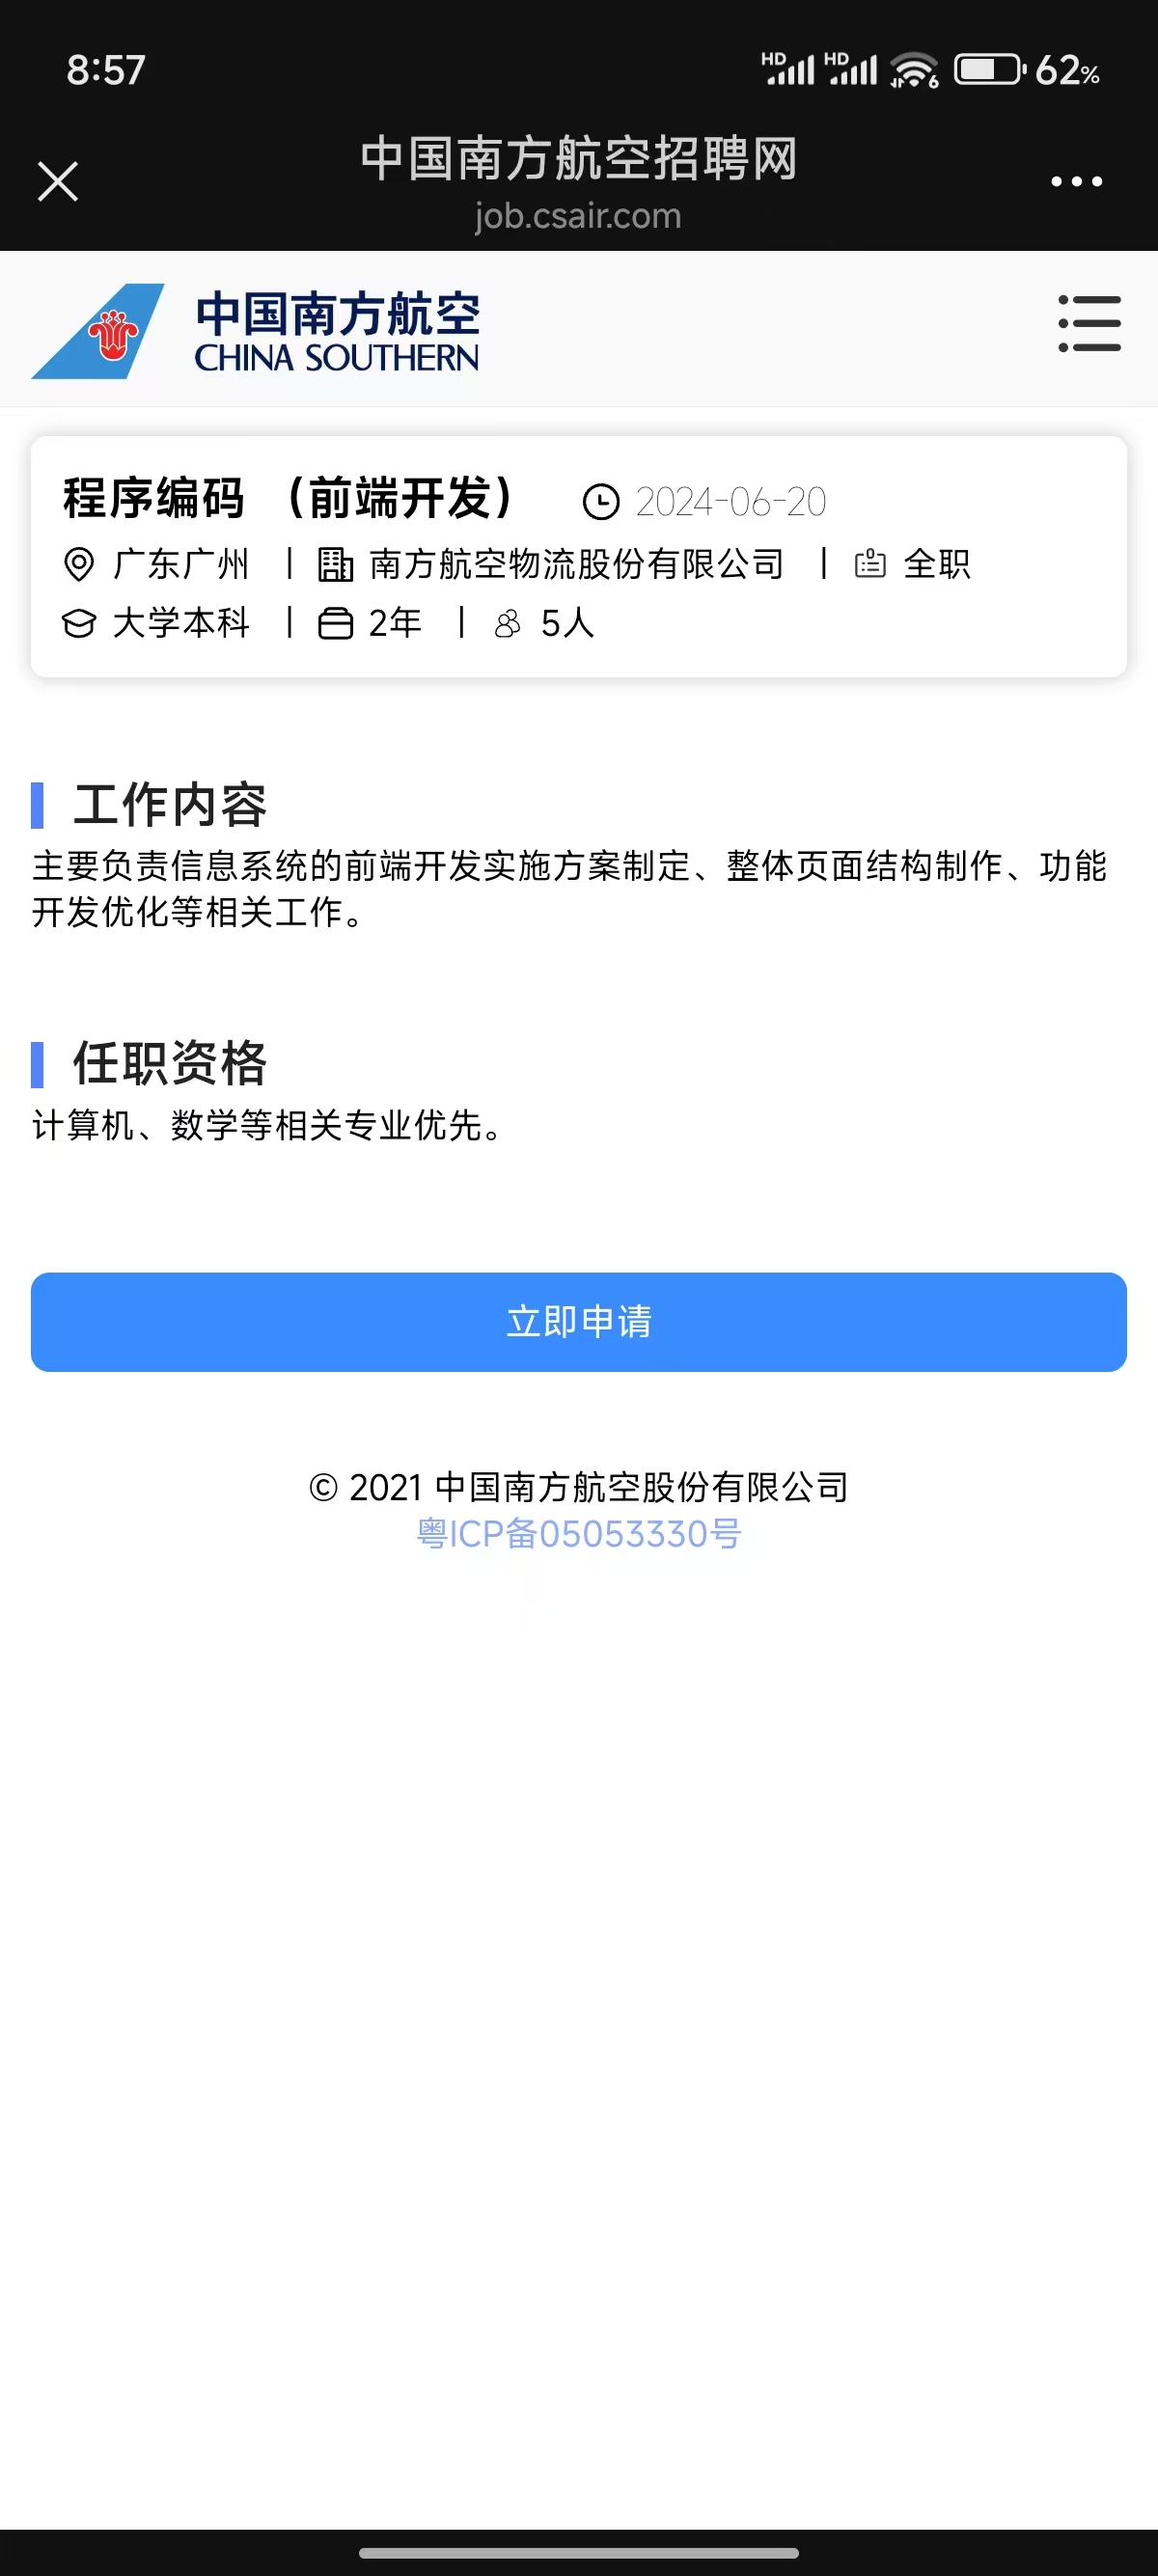 8:57
HD HD 6 62%
中国南方航空招聘网
job.csair.com
中国南方航空
CHINA SOUTHERN
程序编码 （前端开发） 2024-06-20
广东广州 | 南方航空物流股份有限公司 | 全职
大学本科 | 2年 | 5人
工作内容
主要负责信息系统的前端开发实施方案制定、整体页面结构制作、功能
开发优化等相关工作。
任职资格
计算机、数学等相关专业优先。
立即申请
© 2021 中国南方航空股份有限公司
粤ICP备05053330号